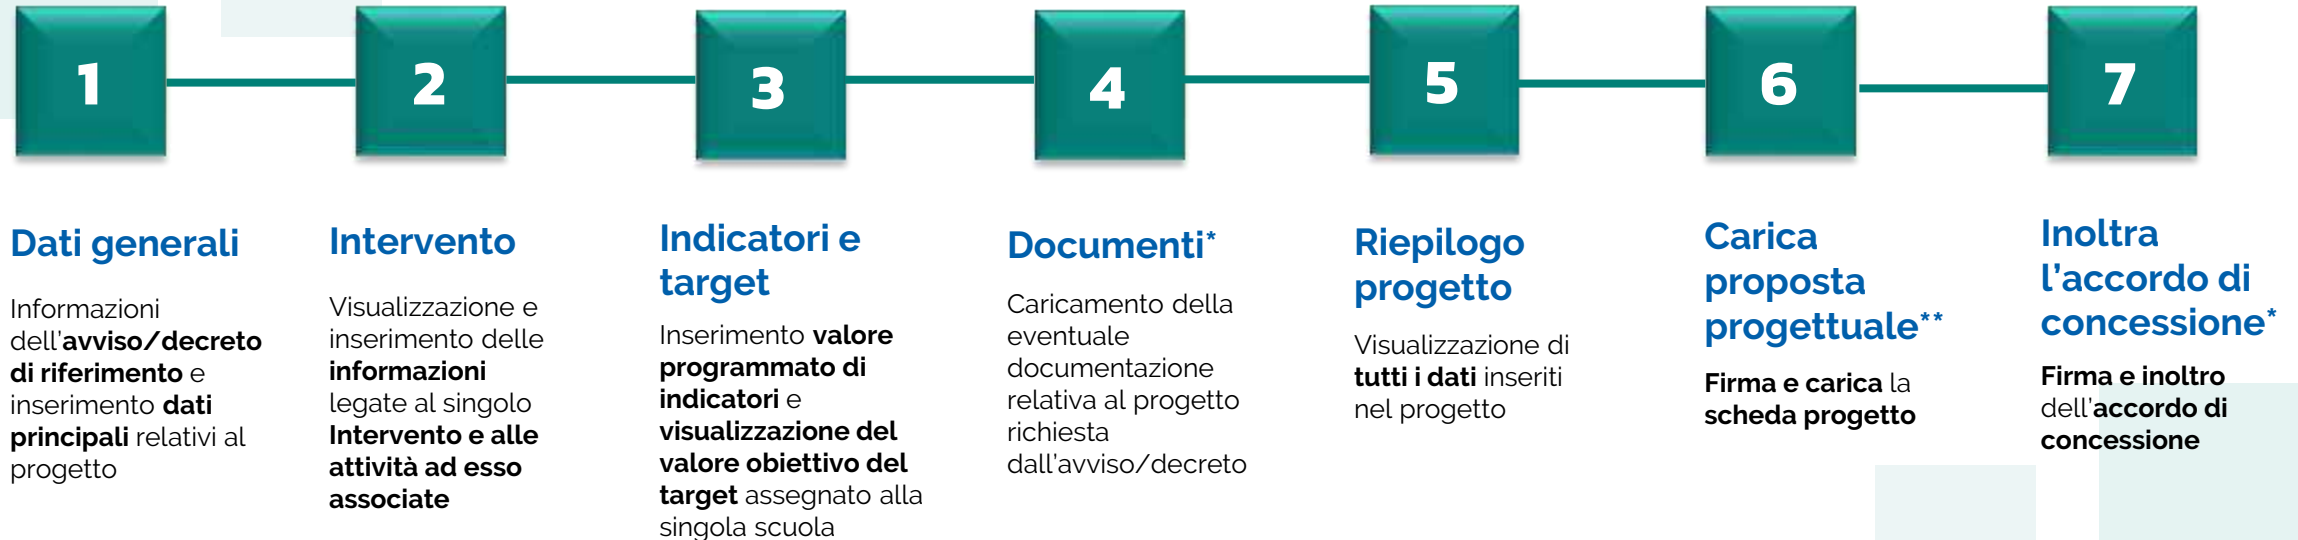 1
2
3
4
5
6
7
Dati generali
Informazioni
dell'avviso/decreto
di riferimento e
inserimento dati
principali relativi al
progetto
Intervento
Visualizzazione e
inserimento delle
informazioni
legate al singolo
Intervento e alle
attività ad esso
associate
Indicatori e
target
Inserimento valore
programmato di
indicatori e
visualizzazione del
valore obiettivo del
target assegnato alla
singola scuola
Documenti*
Caricamento della
eventuale
documentazione
relativa al progetto
richiesta
dall'avviso/decreto
Riepilogo
progetto
Visualizzazione di
tutti i dati inseriti
nel progetto
Carica
proposta
progettuale**
Firma e carica la
scheda progetto
Inoltra
l'accordo di
concessione*
Firma e inoltro
dell'accordo di
concessione